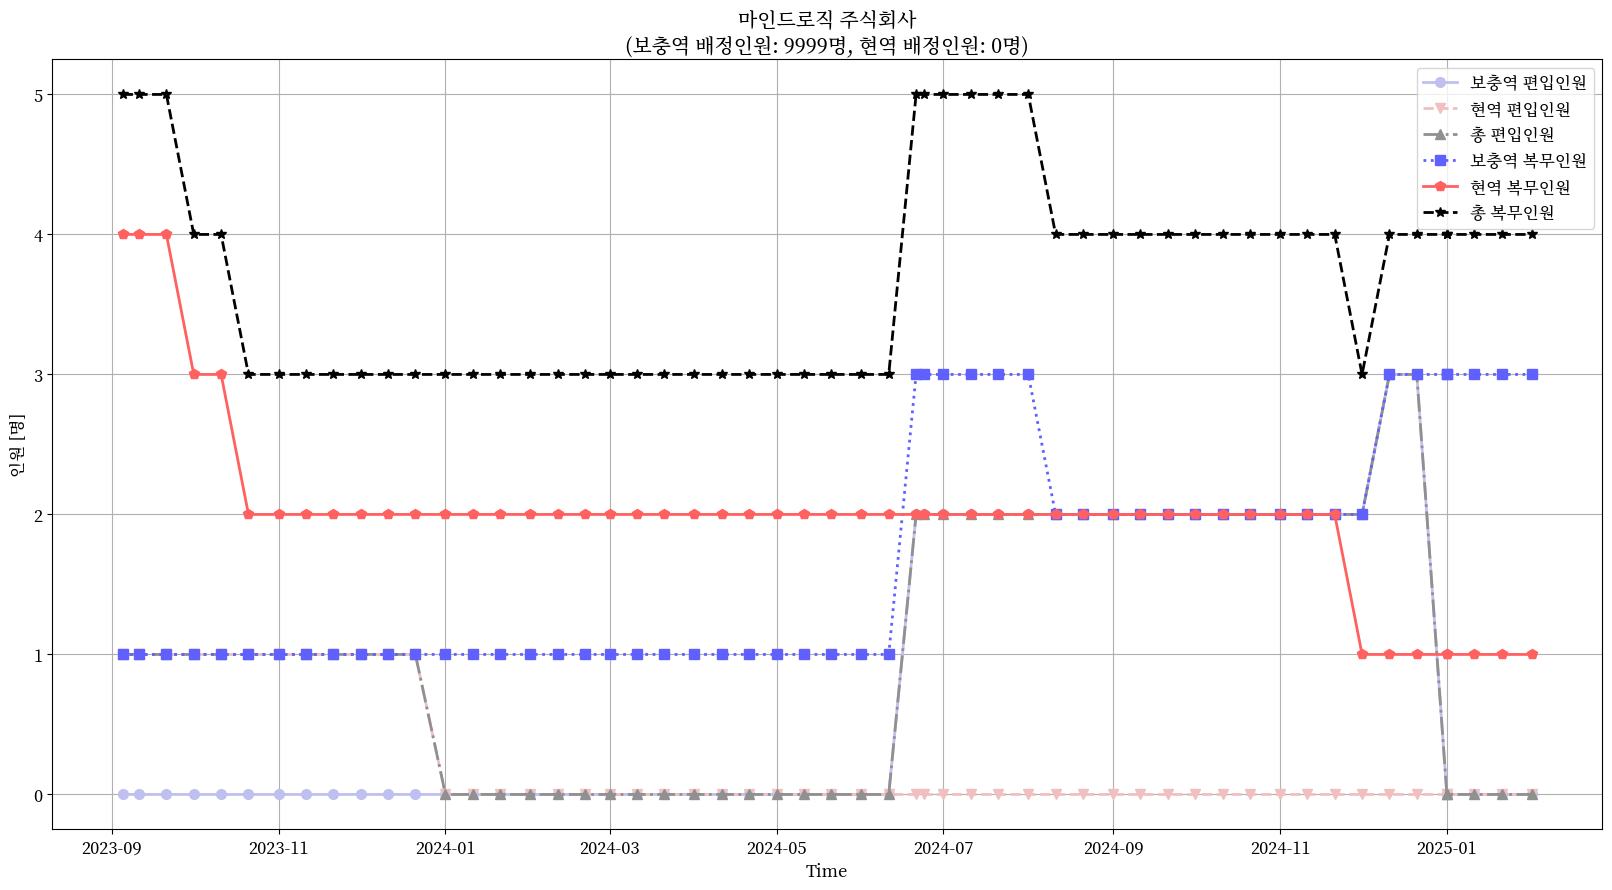 마인드로직 주식회사
(보충역 배정인원: 9999명, 현역 배정인원: 0명)
보충역 편입인원
현역 편입인원
총 편입인원
보충역 복무인원
현역 복무인원
총 복무인원
인원 [명]
5
4
3
2
1
0
2023-09
2023-11
2024-01
2024-03
2024-05
2024-07
2024-09
2024-11
2025-01
Time